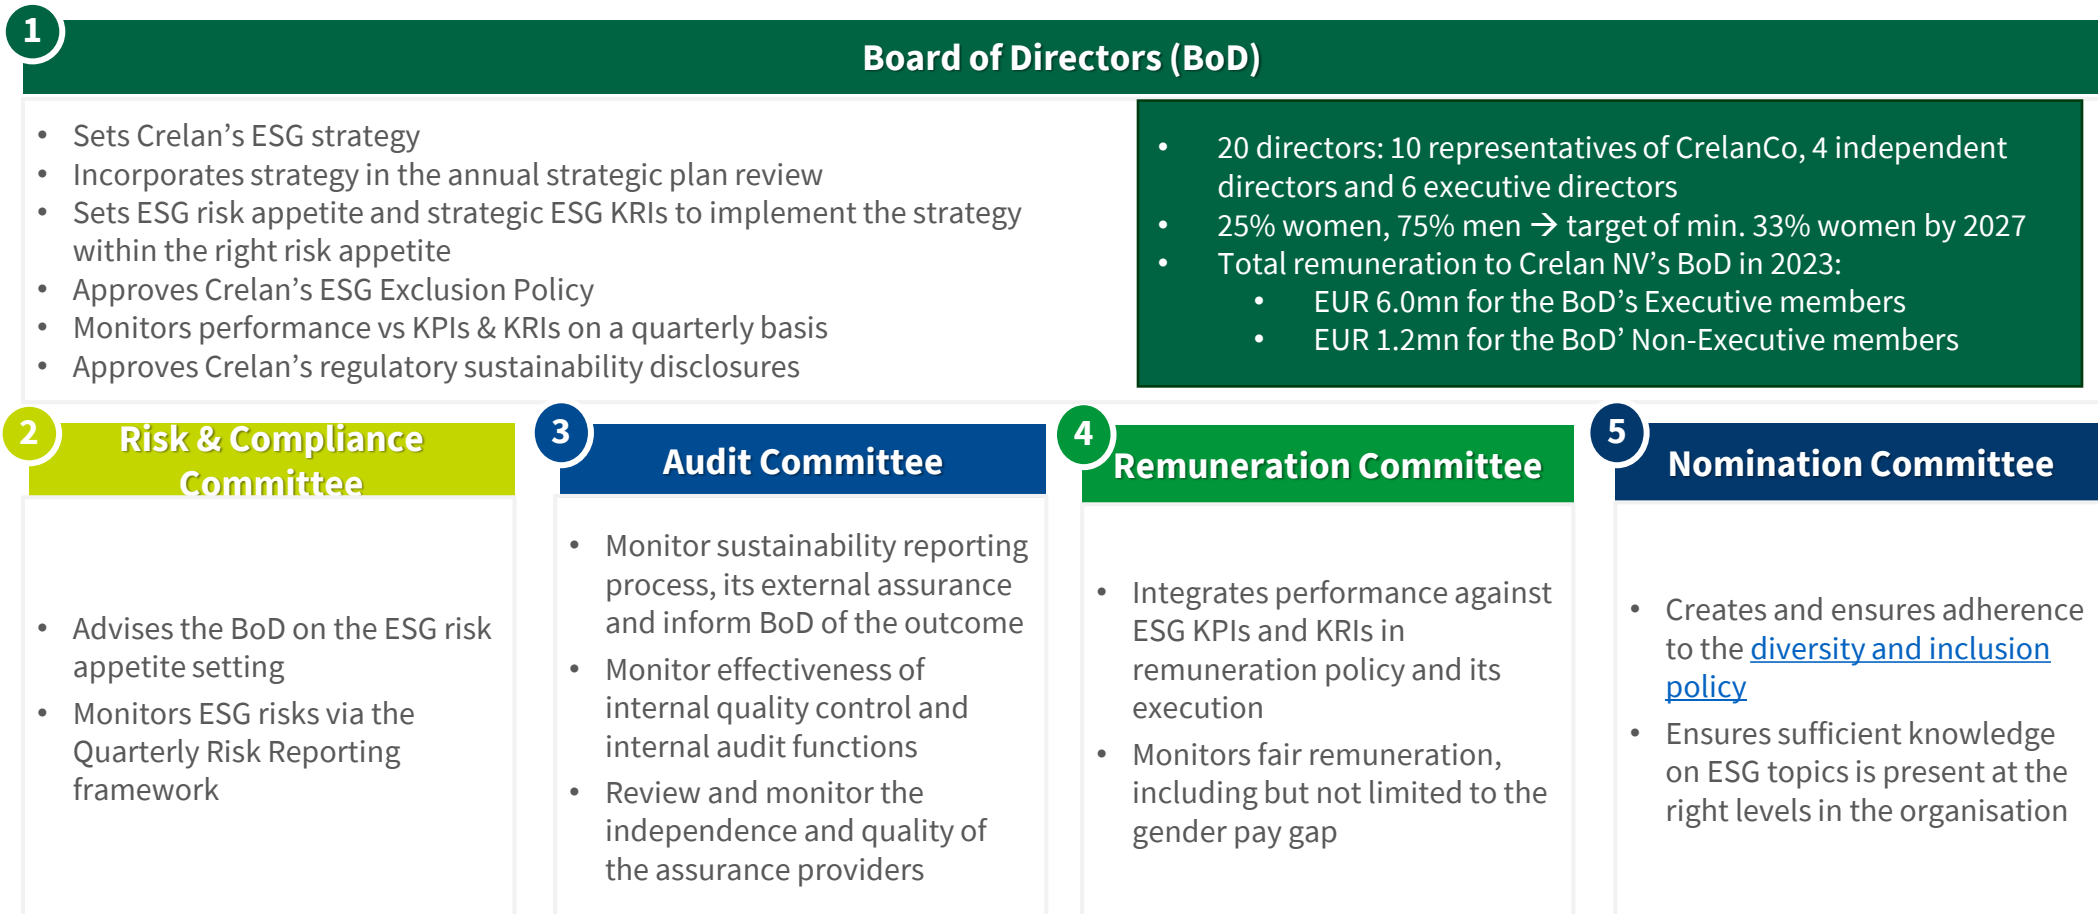 1
Board of Directors (BoD)
• Sets Crelan’s ESG strategy
• Incorporates strategy in the annual strategic plan review
• Sets ESG risk appetite and strategic ESG KRIs to implement the strategy
within the right risk appetite
• Approves Crelan’s ESG Exclusion Policy
• Monitors performance vs KPIs & KRIs on a quarterly basis
• Approves Crelan’s regulatory sustainability disclosures
• 20 directors: 10 representatives of CrelanCo, 4 independent
directors and 6 executive directors
• 25% women, 75% men → target of min. 33% women by 2027
• Total remuneration to Crelan NV’s BoD in 2023:
• EUR 6.0mn for the BoD’s Executive members
• EUR 1.2mn for the BoD’ Non-Executive members
2
Risk & Compliance
Committee
• Advises the BoD on the ESG risk
appetite setting
• Monitors ESG risks via the
Quarterly Risk Reporting
framework
3
Audit Committee
• Monitor sustainability reporting
process, its external assurance
and inform BoD of the outcome
• Monitor effectiveness of
internal quality control and
internal audit functions
• Review and monitor the
independence and quality of
the assurance providers
4
Remuneration Committee
• Integrates performance against
ESG KPIs and KRIs in
remuneration policy and its
execution
• Monitors fair remuneration,
including but not limited to the
gender pay gap
5
Nomination Committee
• Creates and ensures adherence
to the diversity and inclusion
policy
• Ensures sufficient knowledge
on ESG topics is present at the
right levels in the organisation